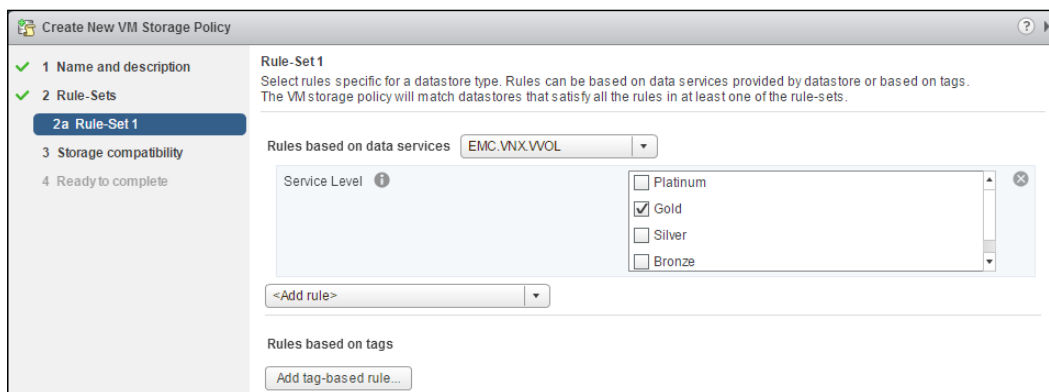 Create New VM Storage Policy
?
1 Name and description
2 Rule-Sets
2a Rule-Set 1
3 Storage compatibility
4 Ready to complete
Rule-Set 1
Select rules specific for a datastore type. Rules can be based on data services provided by datastore or based on tags.
The VM storage policy will match datastores that satisfy all the rules in at least one of the rule-sets.
Rules based on data services EMC.VNX.VVOL
Service Level
Platinum
Gold
Silver
Bronze
<Add rule>
Rules based on tags
Add tag-based rule...